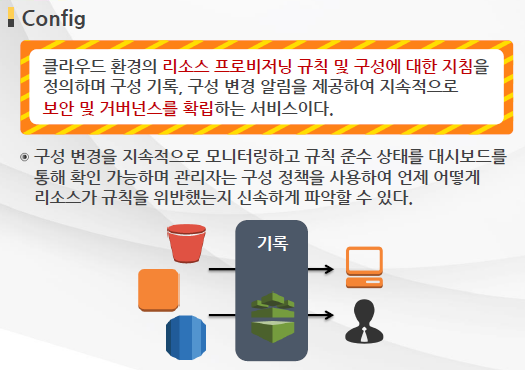 Config
클라우드 환경의 리소스 프로비저닝 규칙 및 구성에 대한 지침을
정의하며 구성 기록, 구성 변경 알림을 제공하여 지속적으로
보안 및 거버넌스를 확립하는 서비스이다.
◉ 구성 변경을 지속적으로 모니터링하고 규칙 준수 상태를 대시보드를
통해 확인 가능하며 관리자는 구성 정책을 사용하여 언제 어떻게
리소스가 규칙을 위반했는지 신속하게 파악할 수 있다.
기록